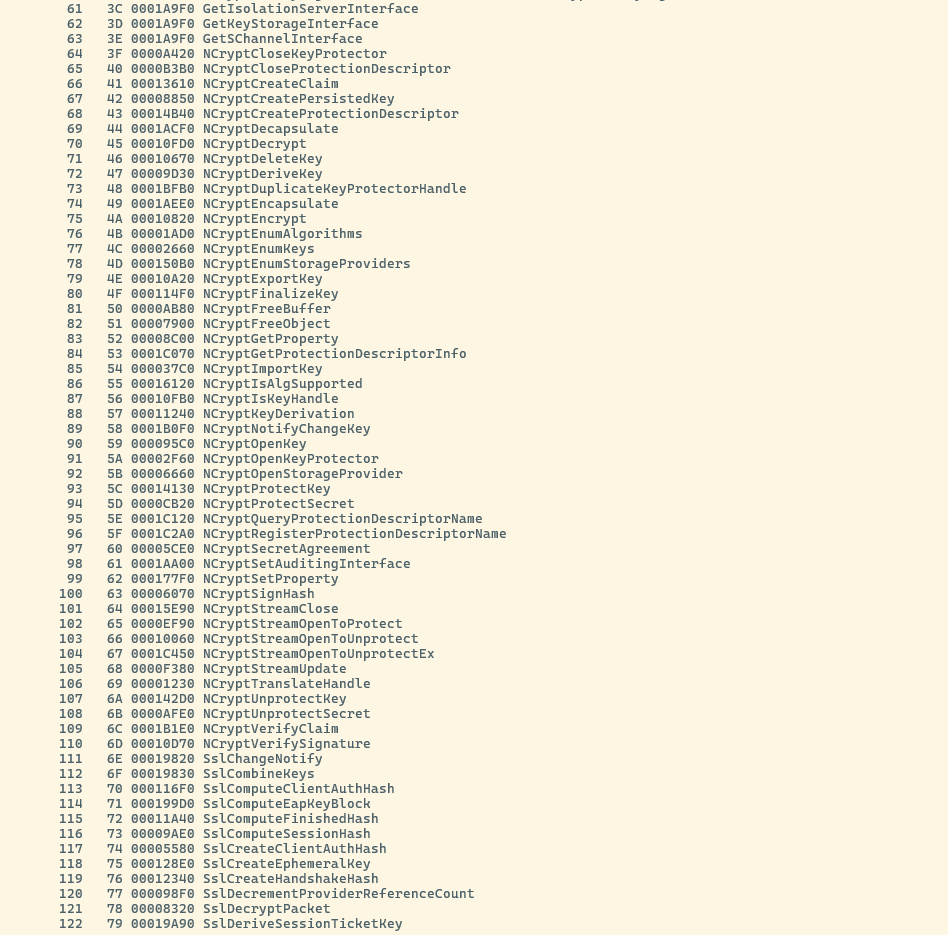 61 3C 0001A9F0 GetIsolationServerInterface
62 3D 0001A9F0 GetKeyStorageInterface
63 3E 0001A9F0 GetSChannelInterface
64 3F 0000A420 NCryptCloseKeyProtector
65 40 0000B3B0 NCryptCloseProtectionDescriptor
66 41 00013610 NCryptCreateClaim
67 42 00008850 NCryptCreatePersistedKey
68 43 00014B40 NCryptCreateProtectionDescriptor
69 44 0001ACF0 NCryptDecapsulate
70 45 00010FD0 NCryptDecrypt
71 46 00010670 NCryptDeleteKey
72 47 00009D30 NCryptDeriveKey
73 48 0001BFB0 NCryptDuplicateKeyProtectorHandle
74 49 0001AEE0 NCryptEncapsulate
75 4A 00010820 NCryptEncrypt
76 4B 00001AD0 NCryptEnumAlgorithms
77 4C 00002660 NCryptEnumKeys
78 4D 000150B0 NCryptEnumStorageProviders
79 4E 00010A20 NCryptExportKey
80 4F 000114F0 NCryptFinalizeKey
81 50 0000AB80 NCryptFreeBuffer
82 51 00007900 NCryptFreeObject
83 52 00008C00 NCryptGetProperty
84 53 0001C070 NCryptGetProtectionDescriptorInfo
85 54 000037C0 NCryptImportKey
86 55 00016120 NCryptIsAlgSupported
87 56 00010FB0 NCryptIsKeyHandle
88 57 00011240 NCryptKeyDerivation
89 58 0001B0F0 NCryptNotifyChangeKey
90 59 000095C0 NCryptOpenKey
91 5A 00002F60 NCryptOpenKeyProtector
92 5B 00006660 NCryptOpenStorageProvider
93 5C 00014130 NCryptProtectKey
94 5D 0000CB20 NCryptProtectSecret
95 5E 0001C120 NCryptQueryProtectionDescriptorName
96 5F 0001C2A0 NCryptRegisterProtectionDescriptorName
97 60 00005CE0 NCryptSecretAgreement
98 61 0001AA00 NCryptSetAuditingInterface
99 62 000177F0 NCryptSetProperty
100 63 00006070 NCryptSignHash
101 64 00015E90 NCryptStreamClose
102 65 0000EF90 NCryptStreamOpenToProtect
103 66 00010060 NCryptStreamOpenToUnprotect
104 67 0001C450 NCryptStreamOpenToUnprotectEx
105 68 0000F380 NCryptStreamUpdate
106 69 00001230 NCryptTranslateHandle
107 6A 000142D0 NCryptUnprotectKey
108 6B 0000AFE0 NCryptUnprotectSecret
109 6C 0001B1E0 NCryptVerifyClaim
110 6D 00010D70 NCryptVerifySignature
111 6E 00019820 SslChangeNotify
112 6F 00019830 SslCombineKeys
113 70 000116F0 SslComputeClientAuthHash
114 71 000199D0 SslComputeEapKeyBlock
115 72 00011A40 SslComputeFinishedHash
116 73 00009AE0 SslComputeSessionHash
117 74 00005580 SslCreateClientAuthHash
118 75 000128E0 SslCreateEphemeralKey
119 76 00012340 SslCreateHandshakeHash
120 77 000098F0 SslDecrementProviderReferenceCount
121 78 00008320 SslDecryptPacket
122 79 00019A90 SslDeriveSessionTicketKey